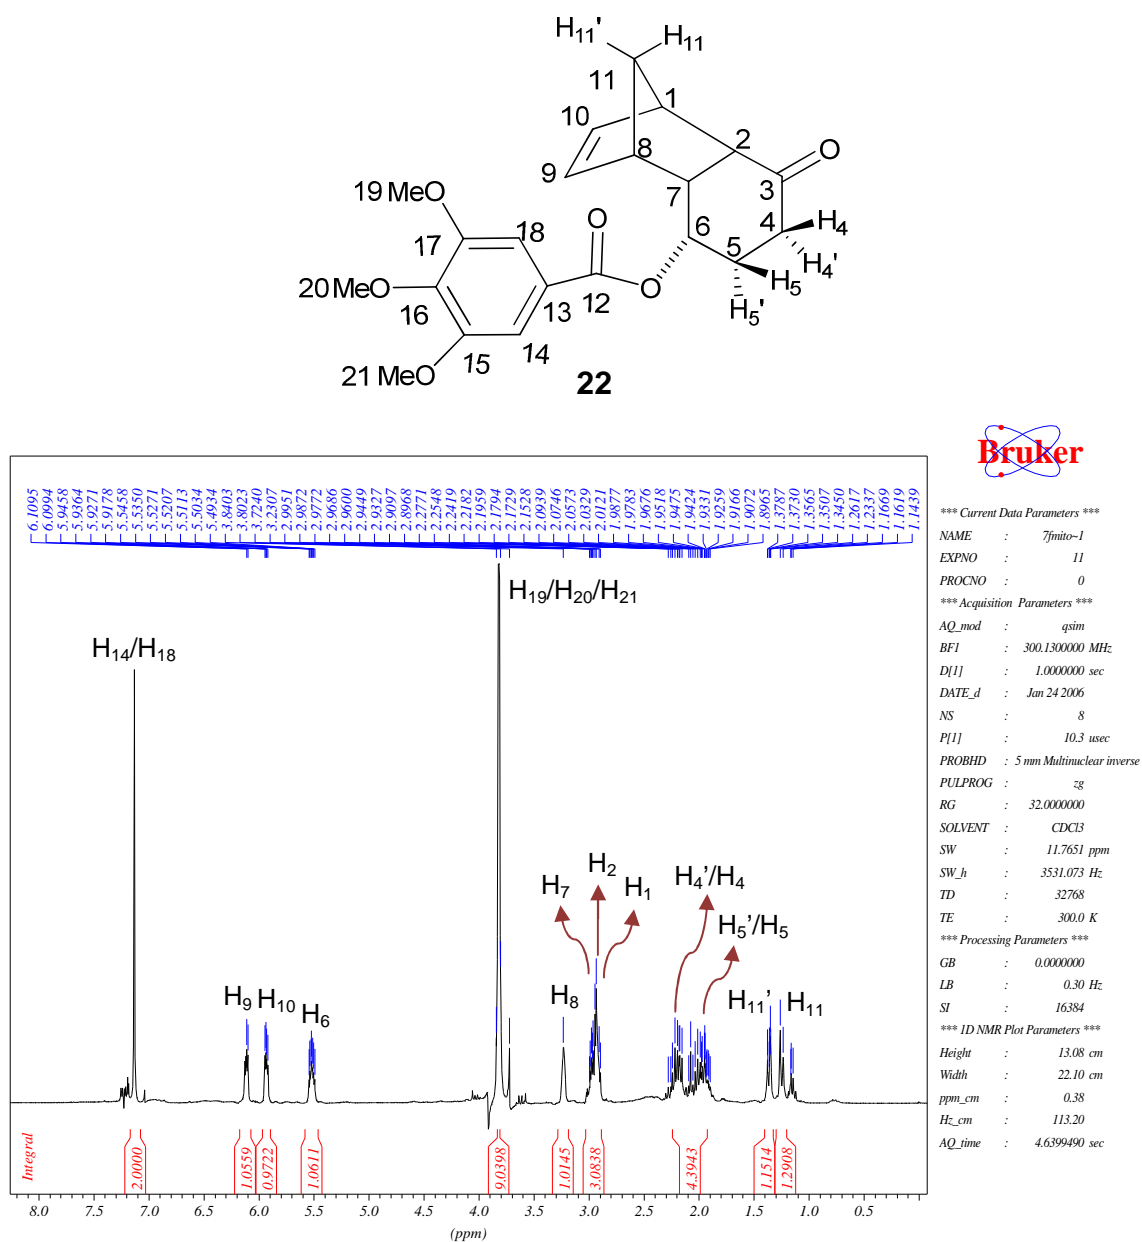 H11' H11
11
1
10
2
O
8
9
3
7
19 MeO
O
4
H4
18
6
5
17
H4'
20 MeO
O
H5
13
12
16
H5'
14
15
21 MeO
22
Bruker
6.1095 6.0994 5.9458 5.9364 5.9271 5.9178 5.5458 5.5350 5.5271 5.5207 5.5113 5.5034 5.4934 3.8403 3.8023 3.7240 3.2307 2.9951 2.9872 2.9772 2.9686 2.9600 2.9449 2.9327 2.9097 2.8968 2.2771 2.2548 2.2419 2.2182 2.1959 2.1794 2.1729 2.1528 2.0939 2.0746 2.0573 2.0329 2.0121 1.9877 1.9783 1.9676 1.9518 1.9475 1.9424 1.9331 1.9259 1.9166 1.9072 1.8965 1.3787 1.3730 1.3565 1.3507 1.3450 1.2617 1.2337 1.1669 1.1619 1.1439
H14/H18
H19/H20/H21
H7
H2
H1
H4'/H4
H5'/H5
H9
H10
H6
H8
H11'
H11
Integral
2.0000 1.0559 0.9722 1.0611 9.0398 1.0145 3.0838 4.3943 1.1514 1.2908
8.0 7.5 7.0 6.5 6.0 5.5 5.0 4.5 4.0 3.5 3.0 2.5 2.0 1.5 1.0 0.5
(ppm)
*** Current Data Parameters ***
NAME : 7fmito~1
EXPNO : 11
PROCNO : 0
*** Acquisition Parameters ***
AQ_mod : qsim
BF1 : 300.1300000 MHz
D[1] : 1.0000000 sec
DATE_d : Jan 24 2006
NS : 8
P[1] : 10.3 usec
PROBHD : 5 mm Multinuclear inverse
PULPROG : zg
RG : 32.0000000
SOLVENT : CDCl3
SW : 11.7651 ppm
SW_h : 3531.073 Hz
TD : 32768
TE : 300.0 K
*** Processing Parameters ***
GB : 0.0000000
LB : 0.30 Hz
SI : 16384
*** 1D NMR Plot Parameters ***
Height : 13.08 cm
Width : 22.10 cm
ppm_cm : 0.38
Hz_cm : 113.20
AQ_time : 4.6399490 sec